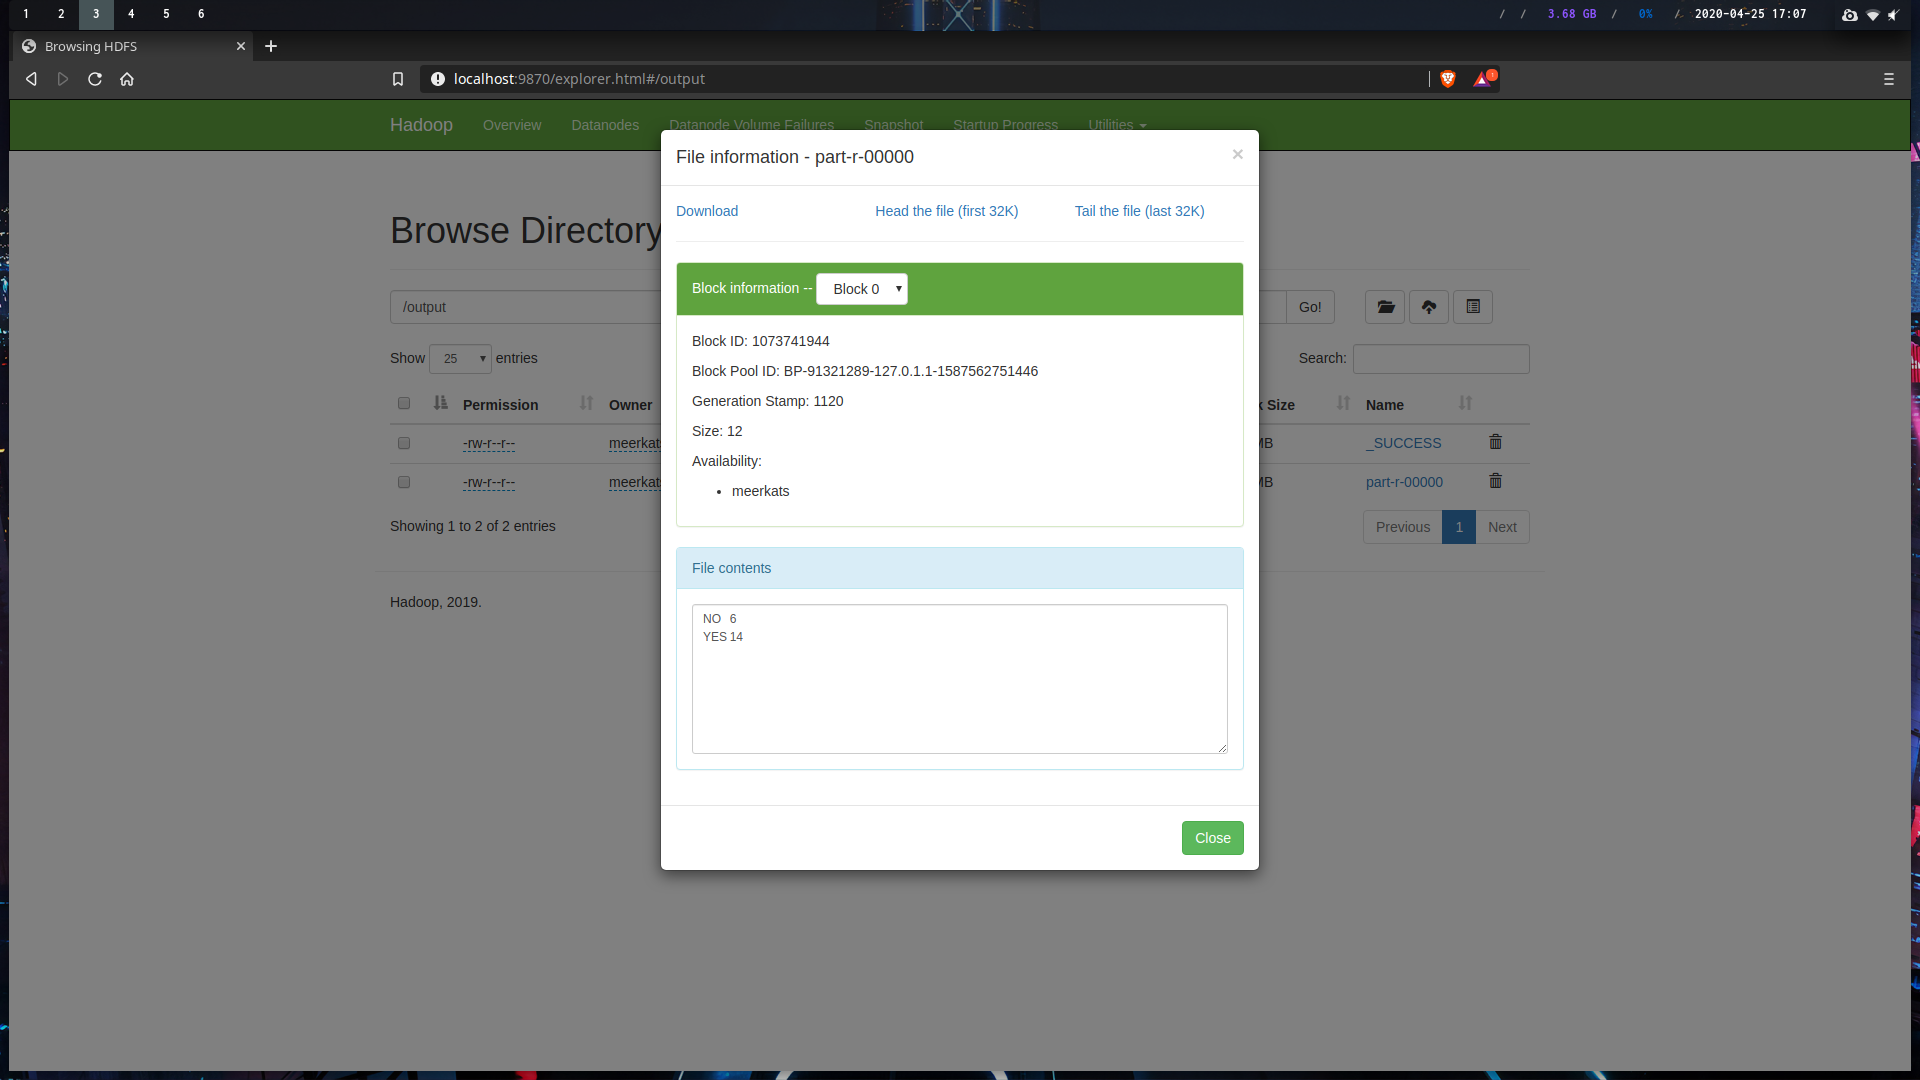 1 2 3 4 5 6 / / 3.68 GB / 0% / 2020-04-25 17:07
Browsing HDFS
localhost:9870/explorer.html#/output
Hadoop Overview Datanodes Datanode Volume Failures Snapshot Startup Progress Utilities
File information - part-r-00000 ×
Download Head the file (first 32K) Tail the file (last 32K)
Block information -- Block 0
Block ID: 1073741944
Block Pool ID: BP-91321289-127.0.1.1-1587562751446
Generation Stamp: 1120
Size: 12
Availability:
• meerkats
File contents
NO 6
YES 14
Close
Browse Directory
/output Go!
Show 25 entries Search:
Permission Owner Size Name
-rw-r--r-- meerkat MB _SUCCESS
-rw-r--r-- meerkat MB part-r-00000
Showing 1 to 2 of 2 entries Previous 1 Next
Hadoop, 2019.